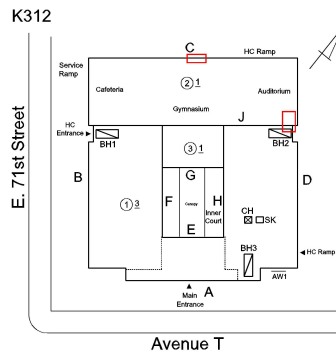 K312
C
HC Ramp
Service
Ramp
② 1
Cafeteria
Auditorium
Gymnasium
J
HC
Entrance
BH1
BH2
③ 1
E. 71st Street
B
D
G
F
Canopy
H
Inner
Court
① 3
E
CH
SK
BH3
HC Ramp
AW1
Main
Entrance
A
Avenue T